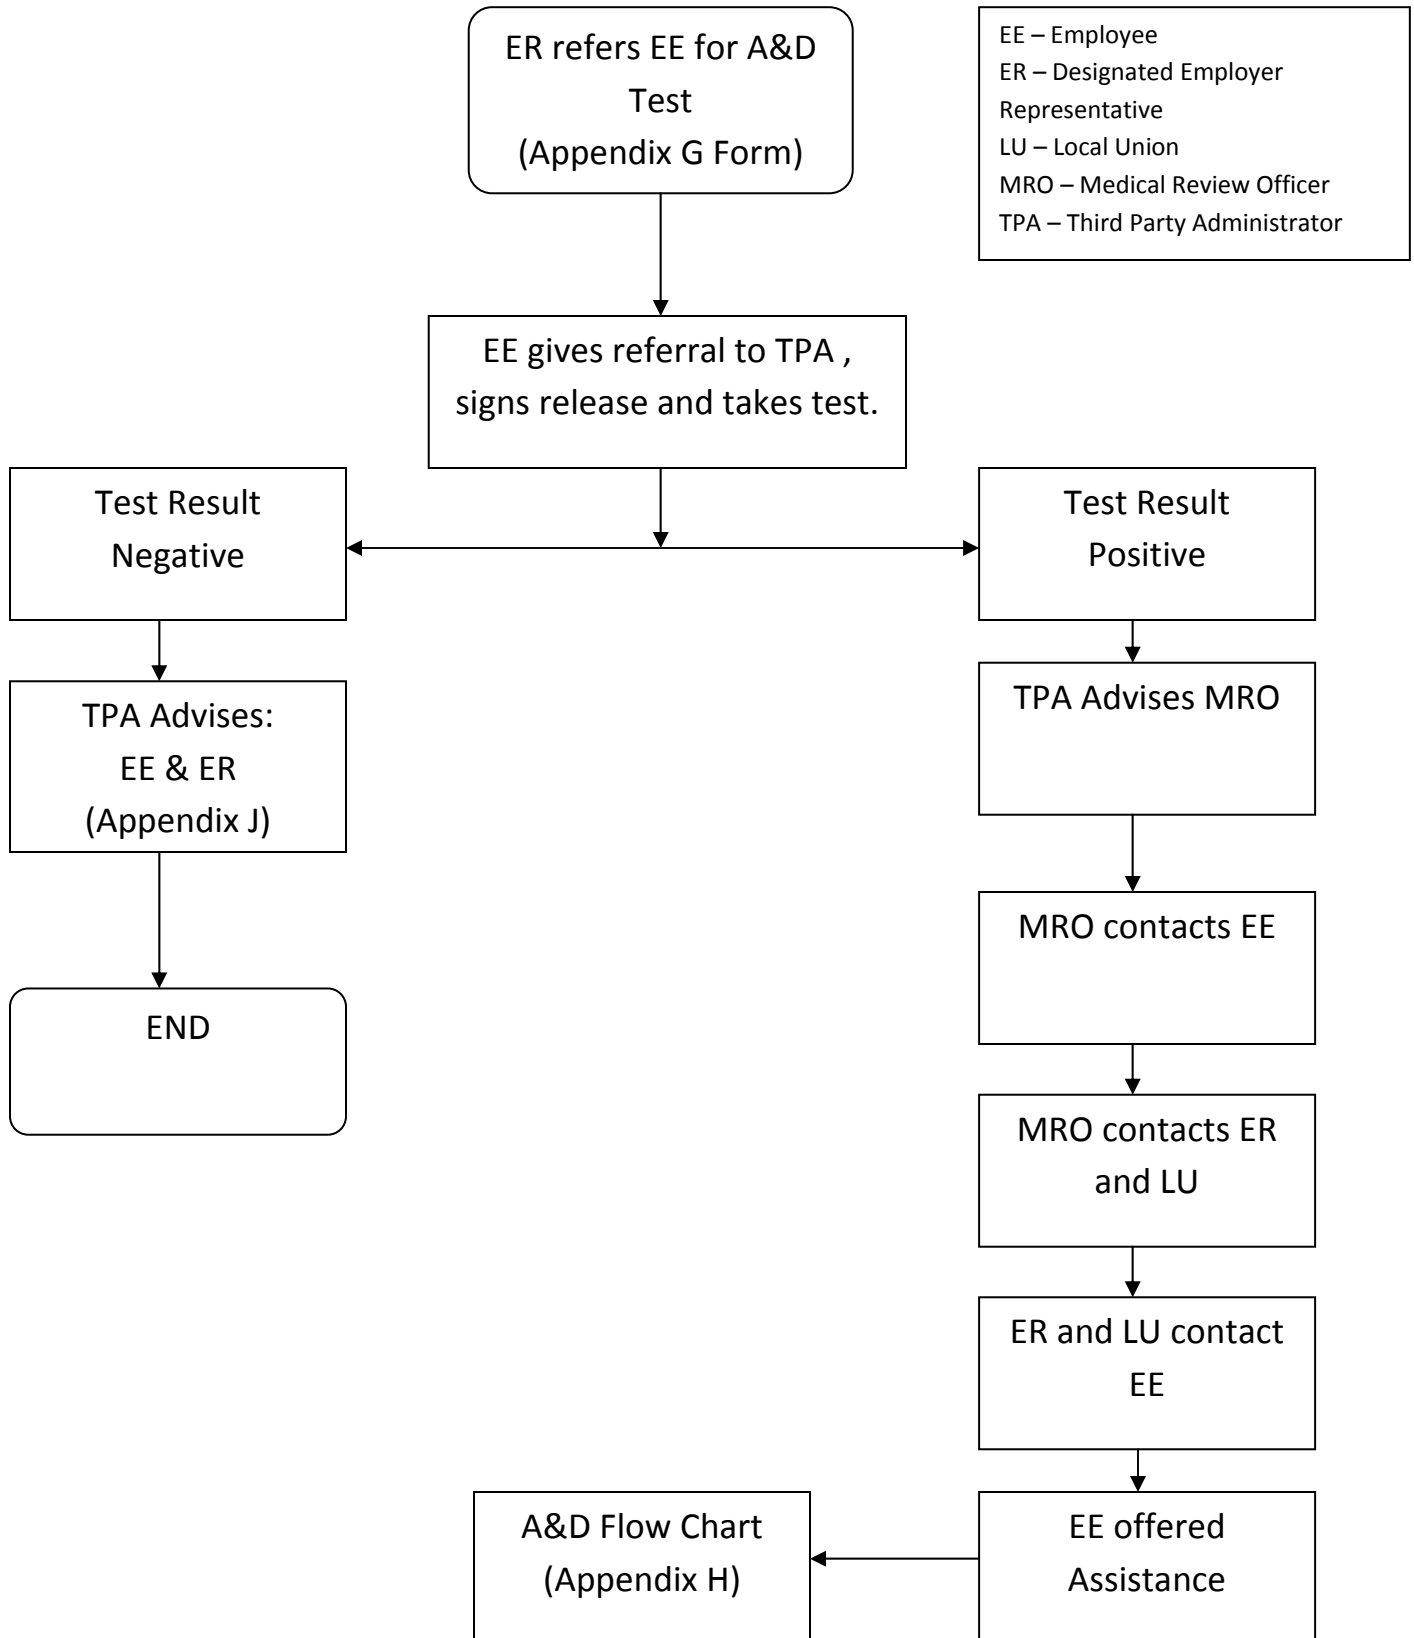 ER refers EE for A&D
Test
(Appendix G Form)
EE – Employee
ER – Designated Employer
Representative
LU – Local Union
MRO – Medical Review Officer
TPA – Third Party Administrator
EE gives referral to TPA ,
signs release and takes test.
Test Result
Negative
Test Result
Positive
TPA Advises:
EE & ER
(Appendix J)
TPA Advises MRO
MRO contacts EE
END
MRO contacts ER
and LU
ER and LU contact
EE
A&D Flow Chart
(Appendix H)
EE offered
Assistance